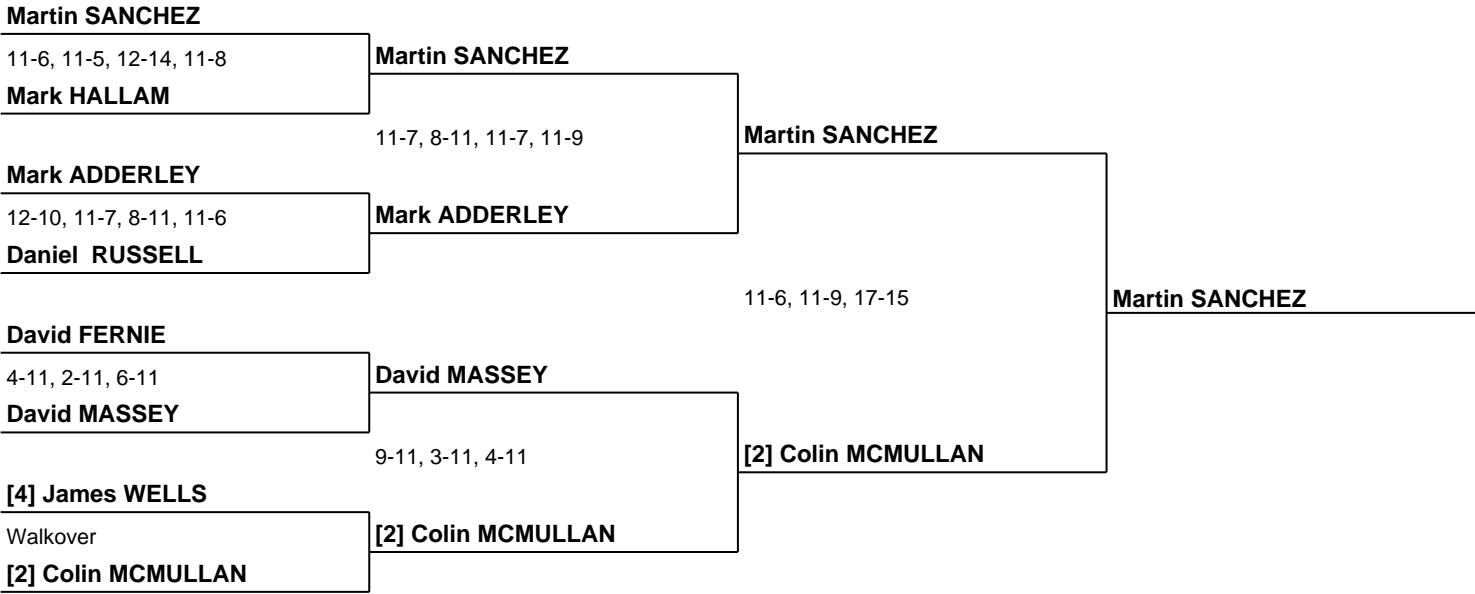 Martin SANCHEZ
11-6, 11-5, 12-14, 11-8
Martin SANCHEZ
Mark HALLAM
11-7, 8-11, 11-7, 11-9
Martin SANCHEZ
Mark ADDERLEY
12-10, 11-7, 8-11, 11-6
Mark ADDERLEY
Daniel  RUSSELL
11-6, 11-9, 17-15
Martin SANCHEZ
David FERNIE
4-11, 2-11, 6-11
David MASSEY
David MASSEY
9-11, 3-11, 4-11
[2] Colin MCMULLAN
[4] James WELLS
Walkover
[2] Colin MCMULLAN
[2] Colin MCMULLAN